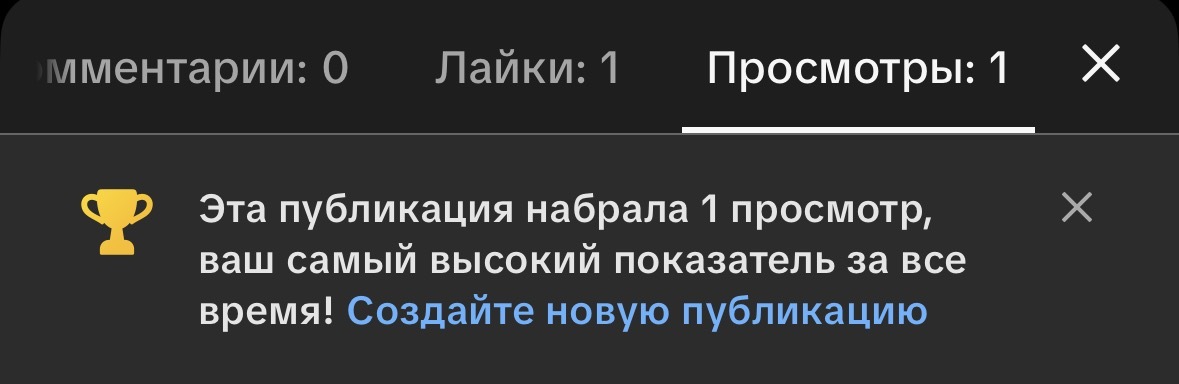 омментарии: 0 Лайки: 1 Просмотры: 1
Эта публикация набрала 1 просмотр,
ваш самый высокий показатель за все
время! Создайте новую публикацию